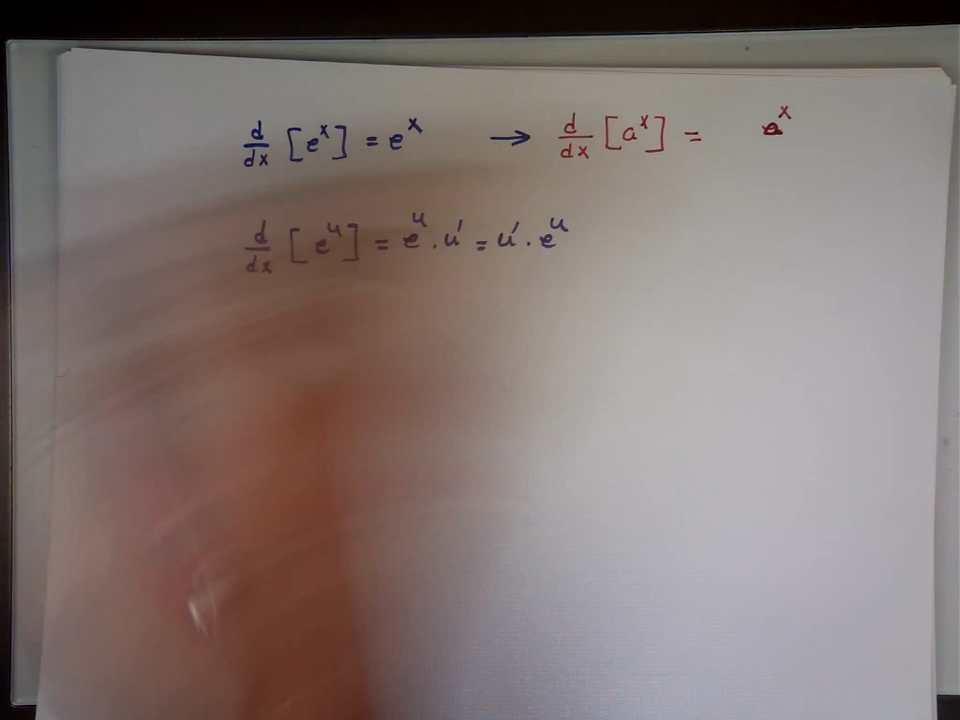 d/dx [e^x] = e^x → d/dx [a^x] = a^x
d/dx [e^u] = e^u . u' = u' . e^u